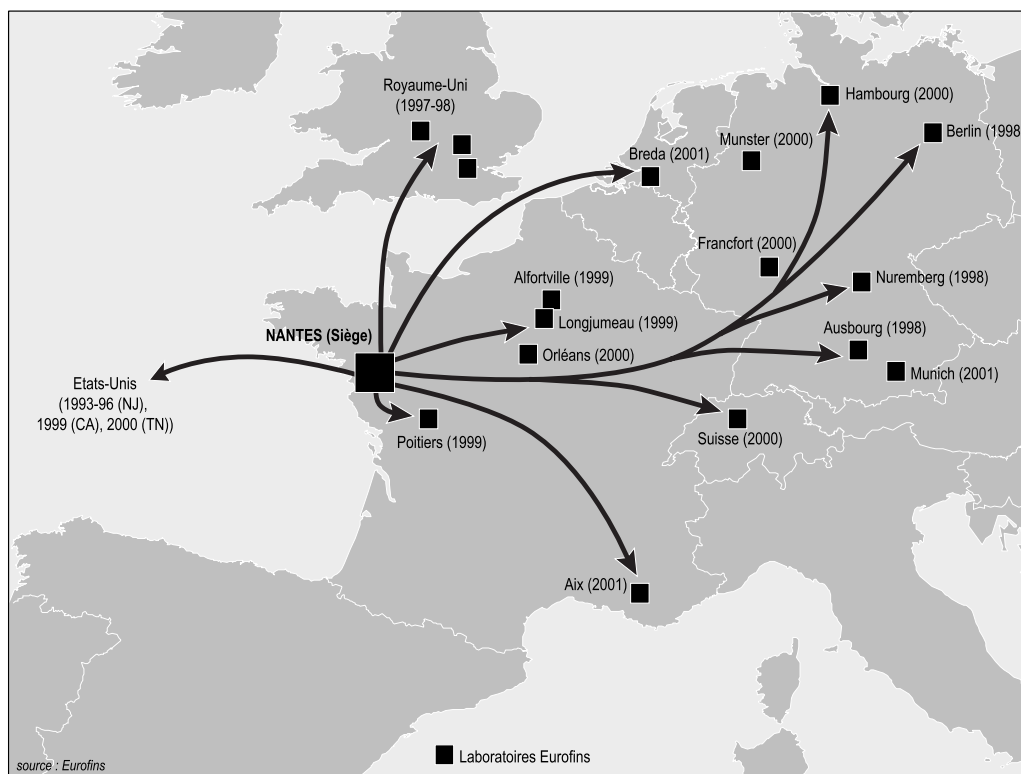 Royaume-Uni
(1997-98)
Hambourg (2000)
Berlin (1998
Munster (2000)
Breda (2001)
Francfort (2000)
Alfortville (1999)
Nuremberg (1998)
Longjumeau (1999)
NANTES (Siège)
Ausbourg (1998)
Orléans (2000)
Munich (2001)
Etats-Unis
(1993-96 (NJ),
1999 (CA), 2000 (TN))
Poitiers (1999)
Suisse (2000)
Aix (2001)
Laboratoires Eurofins
source : Eurofins